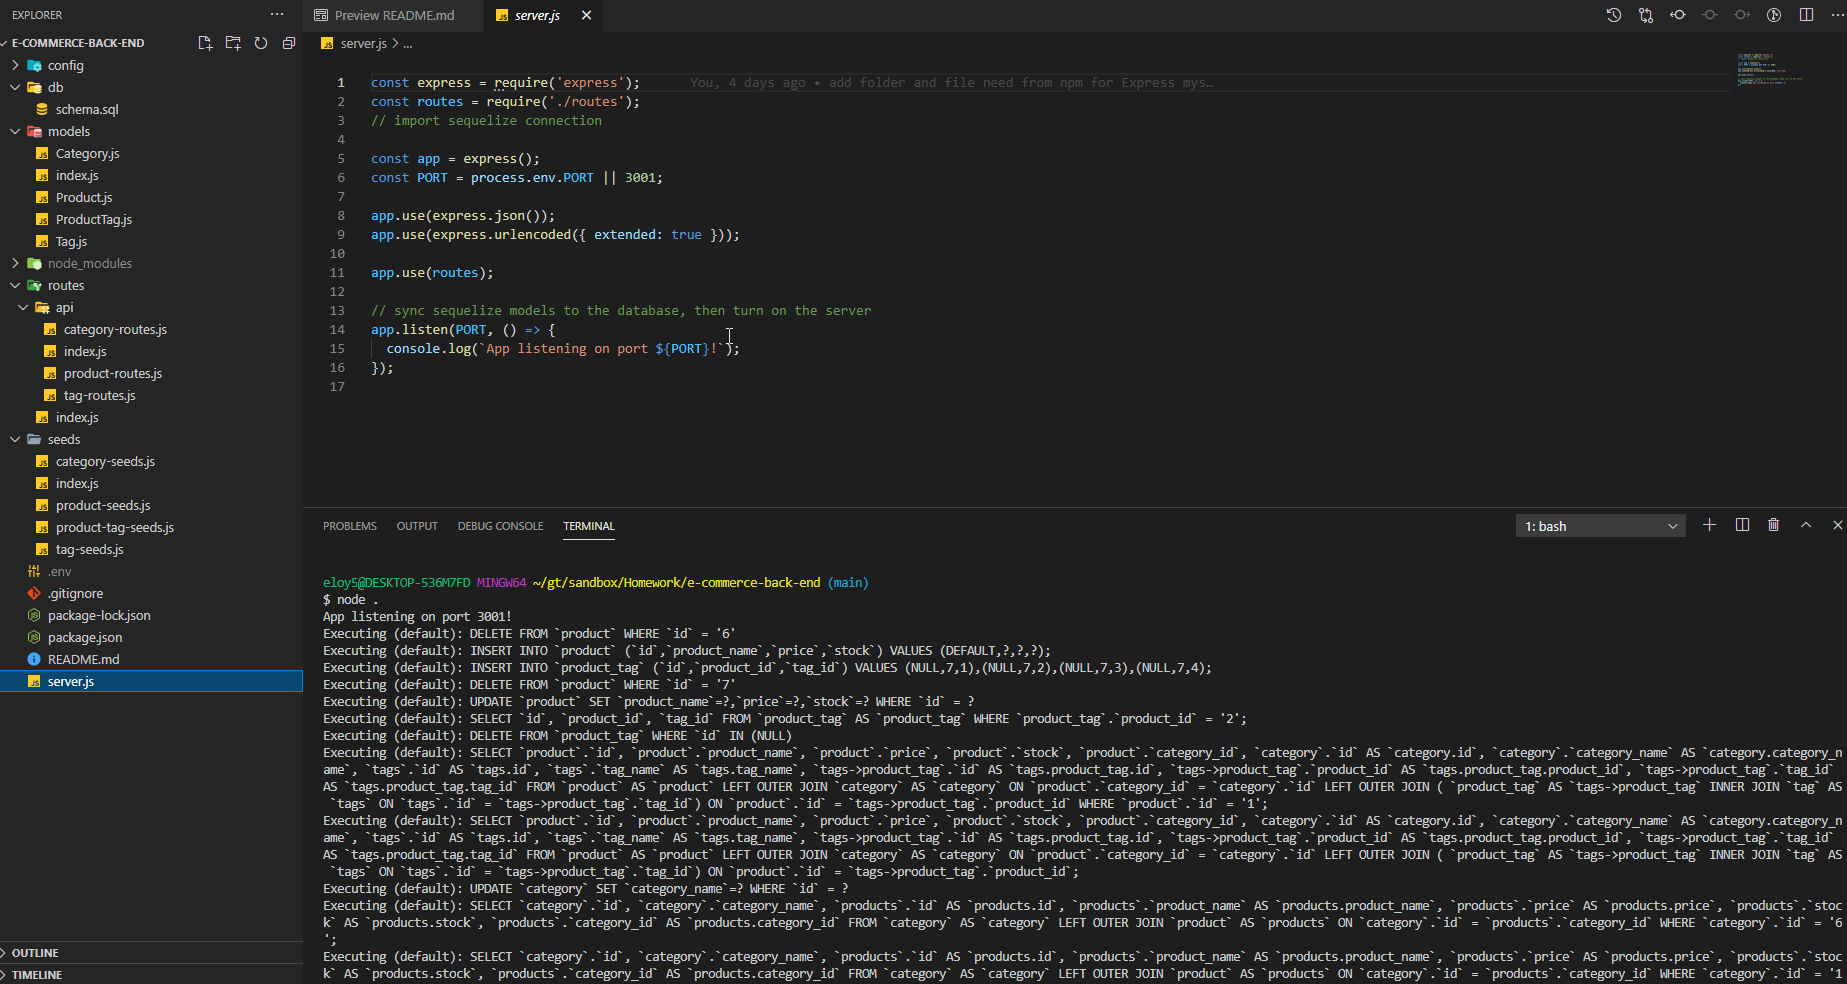 EXPLORER
Preview README.md
server.js
E-COMMERCE-BACK-END
server.js > ...
config
db
schema.sql
models
Category.js
index.js
Product.js
ProductTag.js
Tag.js
node_modules
routes
api
category-routes.js
index.js
product-routes.js
tag-routes.js
index.js
seeds
category-seeds.js
index.js
product-seeds.js
product-tag-seeds.js
tag-seeds.js
.env
.gitignore
package-lock.json
package.json
README.md
server.js
OUTLINE
TIMELINE
1 const express = require('express'); You, 4 days ago • add folder and file need from npm for Express mys…
2 const routes = require('./routes');
3 // import sequelize connection
4
5 const app = express();
6 const PORT = process.env.PORT || 3001;
7
8 app.use(express.json());
9 app.use(express.urlencoded({ extended: true }));
10
11 app.use(routes);
12
13 // sync sequelize models to the database, then turn on the server
14 app.listen(PORT, () => {
15 console.log(`App listening on port ${PORT}!`);
16 });
17
PROBLEMS OUTPUT DEBUG CONSOLE TERMINAL
1: bash
eloy5@DESKTOP-536M7FD MINGW64 ~/gt/sandbox/Homework/e-commerce-back-end (main)
$ node .
App listening on port 3001!
Executing (default): DELETE FROM `product` WHERE `id` = '6'
Executing (default): INSERT INTO `product` (`id`,`product_name`,`price`,`stock`) VALUES (DEFAULT,?,?,?);
Executing (default): INSERT INTO `product_tag` (`id`,`product_id`,`tag_id`) VALUES (NULL,7,1),(NULL,7,2),(NULL,7,3),(NULL,7,4);
Executing (default): DELETE FROM `product` WHERE `id` = '7'
Executing (default): UPDATE `product` SET `product_name`=?,`price`=?,`stock`=? WHERE `id` = ?
Executing (default): SELECT `id`, `product_id`, `tag_id` FROM `product_tag` AS `product_tag` WHERE `product_tag`.`product_id` = '2';
Executing (default): DELETE FROM `product_tag` WHERE `id` IN (NULL)
Executing (default): SELECT `product`.`id`, `product`.`product_name`, `product`.`price`, `product`.`stock`, `product`.`category_id`, `category`.`id` AS `category.id`, `category`.`category_name` AS `category.category_n
ame`, `tags`.`id` AS `tags.id`, `tags`.`tag_name` AS `tags.tag_name`, `tags->product_tag`.`id` AS `tags.product_tag.id`, `tags->product_tag`.`product_id` AS `tags.product_tag.product_id`, `tags->product_tag`.`tag_id`
AS `tags.product_tag.tag_id` FROM `product` AS `product` LEFT OUTER JOIN `category` AS `category` ON `product`.`category_id` = `category`.`id` LEFT OUTER JOIN ( `product_tag` AS `tags->product_tag` INNER JOIN `tag` AS
`tags` ON `tags`.`id` = `tags->product_tag`.`tag_id`) ON `product`.`id` = `tags->product_tag`.`product_id` WHERE `product`.`id` = '1';
Executing (default): SELECT `product`.`id`, `product`.`product_name`, `product`.`price`, `product`.`stock`, `product`.`category_id`, `category`.`id` AS `category.id`, `category`.`category_name` AS `category.category_n
ame`, `tags`.`id` AS `tags.id`, `tags`.`tag_name` AS `tags.tag_name`, `tags->product_tag`.`id` AS `tags.product_tag.id`, `tags->product_tag`.`product_id` AS `tags.product_tag.product_id`, `tags->product_tag`.`tag_id`
AS `tags.product_tag.tag_id` FROM `product` AS `product` LEFT OUTER JOIN `category` AS `category` ON `product`.`category_id` = `category`.`id` LEFT OUTER JOIN ( `product_tag` AS `tags->product_tag` INNER JOIN `tag` AS
`tags` ON `tags`.`id` = `tags->product_tag`.`tag_id`) ON `product`.`id` = `tags->product_tag`.`product_id`;
Executing (default): UPDATE `category` SET `category_name`=? WHERE `id` = ?
Executing (default): SELECT `category`.`id`, `category`.`category_name`, `products`.`id` AS `products.id`, `products`.`product_name` AS `products.product_name`, `products`.`price` AS `products.price`, `products`.`stoc
k` AS `products.stock`, `products`.`category_id` AS `products.category_id` FROM `category` AS `category` LEFT OUTER JOIN `product` AS `products` ON `category`.`id` = `products`.`category_id` WHERE `category`.`id` = '6
';
Executing (default): SELECT `category`.`id`, `category`.`category_name`, `products`.`id` AS `products.id`, `products`.`product_name` AS `products.product_name`, `products`.`price` AS `products.price`, `products`.`stoc
k` AS `products.stock`, `products`.`category_id` AS `products.category_id` FROM `category` AS `category` LEFT OUTER JOIN `product` AS `products` ON `category`.`id` = `products`.`category_id` WHERE `category`.`id` = '1